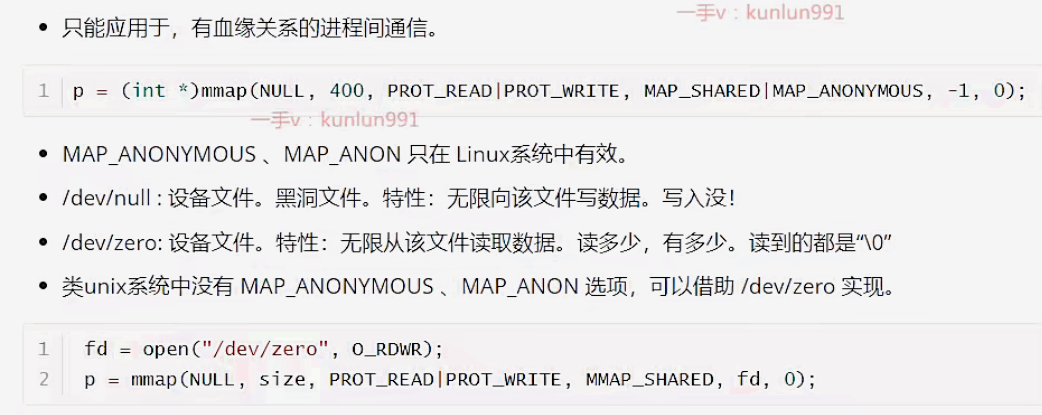 一手v：kunlun991
• 只能应用于，有血缘关系的进程间通信。
1 p = (int *)mmap(NULL, 400, PROT_READ|PROT_WRITE, MAP_SHARED|MAP_ANONYMOUS, -1, 0);
一手v：kunlun991
• MAP_ANONYMOUS 、MAP_ANON 只在 Linux系统中有效。
• /dev/null : 设备文件。黑洞文件。特性：无限向该文件写数据。写入没！
• /dev/zero: 设备文件。特性：无限从该文件读取数据。读多少，有多少。读到的都是“\0”
• 类unix系统中没有 MAP_ANONYMOUS 、MAP_ANON 选项，可以借助 /dev/zero 实现。
1 fd = open("/dev/zero", O_RDWR);
2 p = mmap(NULL, size, PROT_READ|PROT_WRITE, MMAP_SHARED, fd, 0);